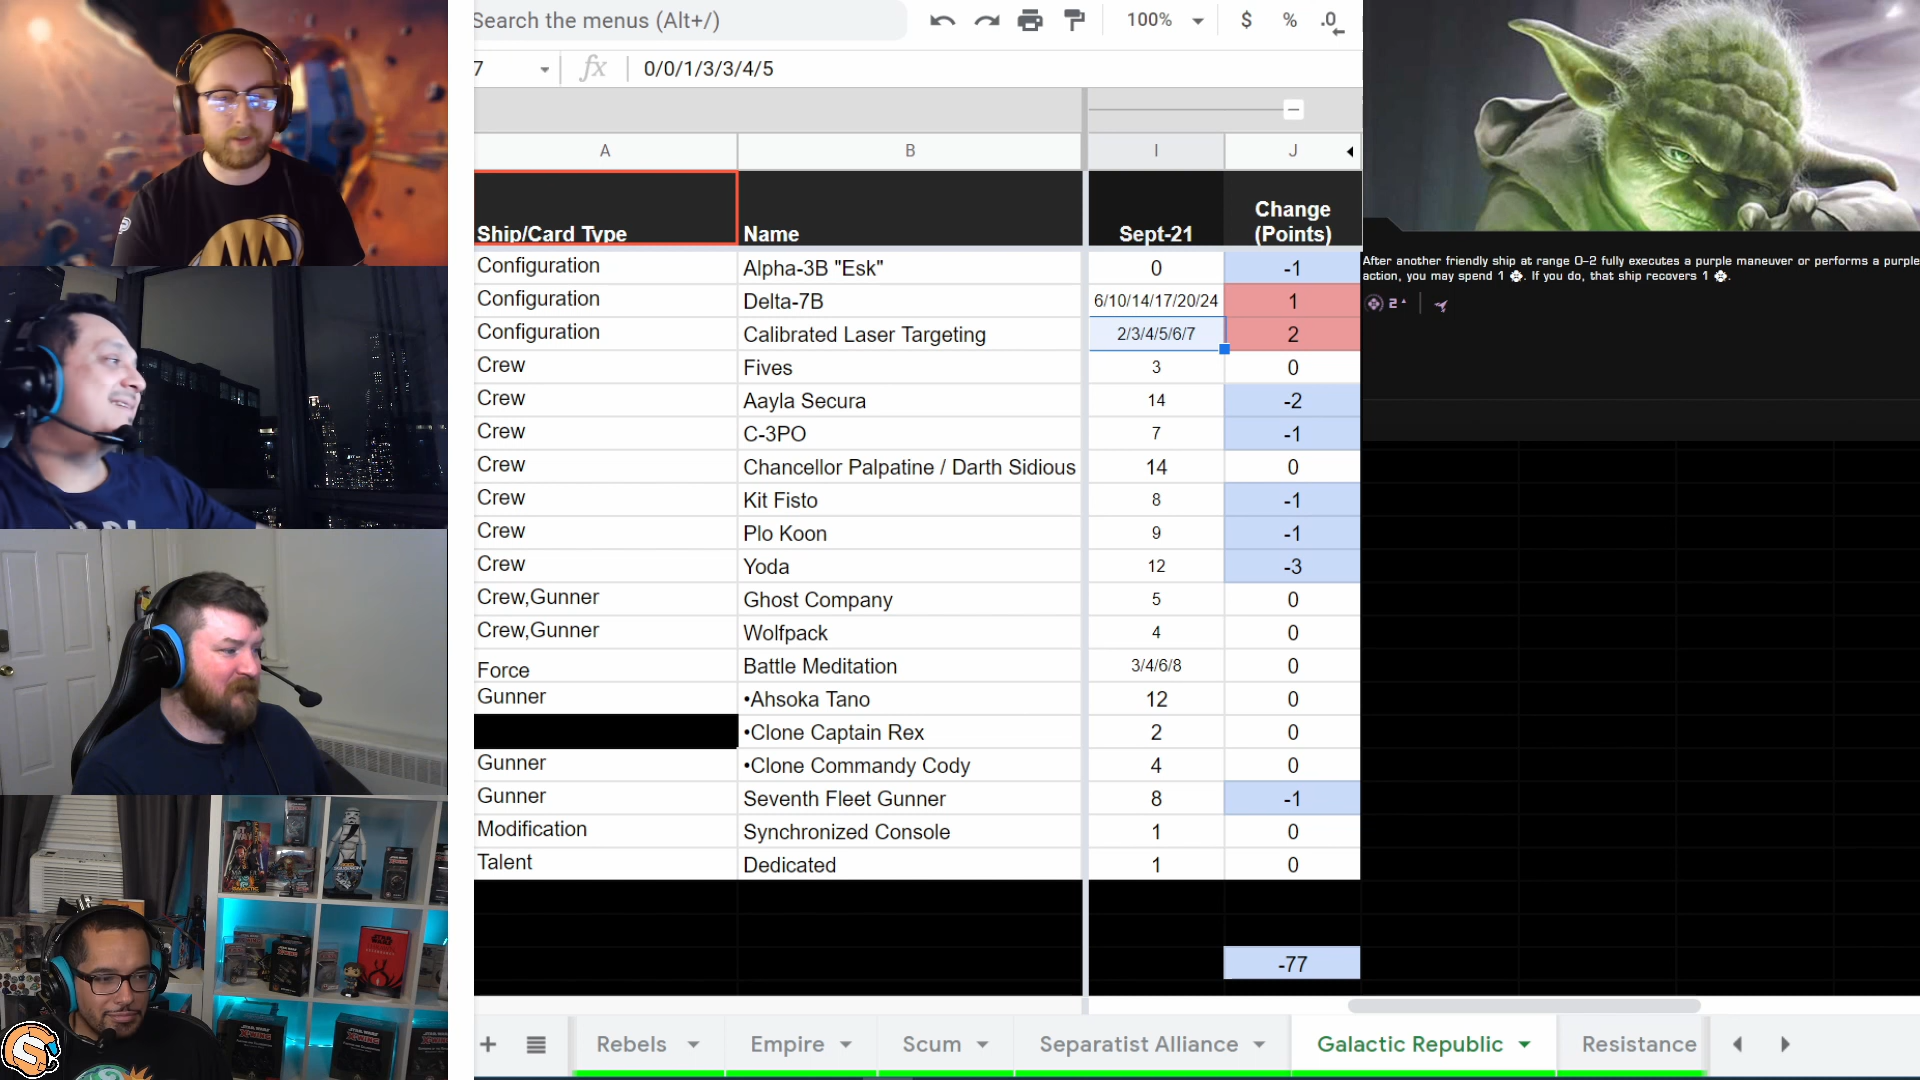 Search the menus (Alt+/)
100%
$
%
.0
7
fx
0/0/1/3/3/4/5
A
B
I
J
Ship/Card Type
Name
Sept-21
Change
(Points)
Configuration
Alpha-3B "Esk"
0
-1
Configuration
Delta-7B
6/10/14/17/20/24
1
Configuration
Calibrated Laser Targeting
2/3/4/5/6/7
2
Crew
Fives
3
0
Crew
Aayla Secura
14
-2
Crew
C-3PO
7
-1
Crew
Chancellor Palpatine / Darth Sidious
14
0
Crew
Kit Fisto
8
-1
Crew
Plo Koon
9
-1
Crew
Yoda
12
-3
Crew,Gunner
Ghost Company
5
0
Crew,Gunner
Wolfpack
4
0
Force
Battle Meditation
3/4/6/8
0
Gunner
•Ahsoka Tano
12
0
•Clone Captain Rex
2
0
Gunner
•Clone Commandy Cody
4
0
Gunner
Seventh Fleet Gunner
8
-1
Modification
Synchronized Console
1
0
Talent
Dedicated
1
0
-77
Rebels
Empire
Scum
Separatist Alliance
Galactic Republic
Resistance
After another friendly ship at range 0-2 fully executes a purple maneuver or performs a purple
action, you may spend 1 . If you do, that ship recovers 1 .
2